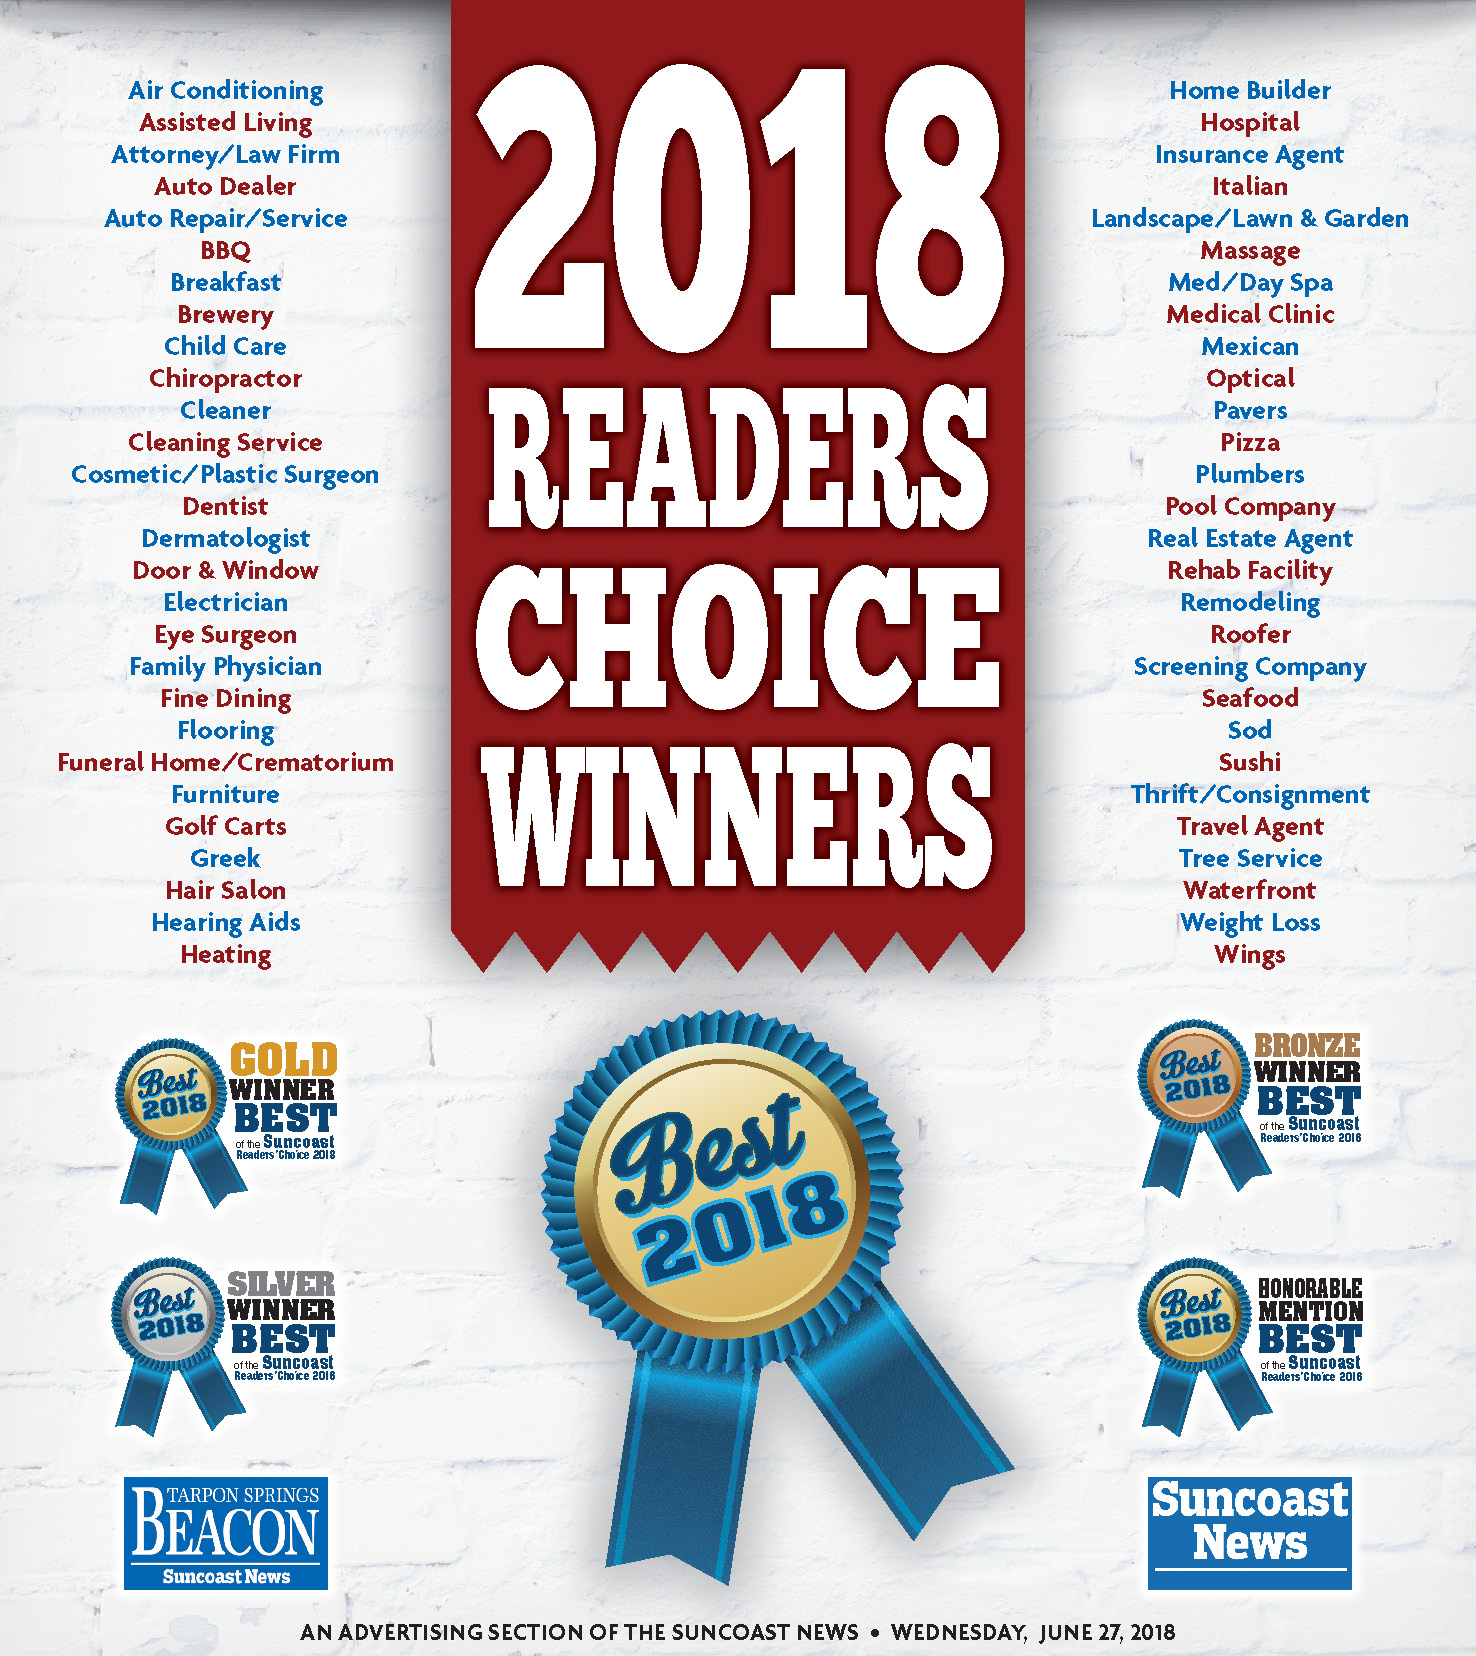 Air Conditioning
Assisted Living
Attorney/Law Firm
Auto Dealer
Auto Repair/Service
BBQ
Breakfast
Brewery
Child Care
Chiropractor
Cleaner
Cleaning Service
Cosmetic/Plastic Surgeon
Dentist
Dermatologist
Door & Window
Electrician
Eye Surgeon
Family Physician
Fine Dining
Flooring
Funeral Home/Crematorium
Furniture
Golf Carts
Greek
Hair Salon
Hearing Aids
Heating
2018
READERS
CHOICE
WINNERS
Home Builder
Hospital
Insurance Agent
Italian
Landscape/Lawn & Garden
Massage
Med/Day Spa
Medical Clinic
Mexican
Optical
Pavers
Pizza
Plumbers
Pool Company
Real Estate Agent
Rehab Facility
Remodeling
Roofer
Screening Company
Seafood
Sod
Sushi
Thrift/Consignment
Travel Agent
Tree Service
Waterfront
Weight Loss
Wings
Best
2018
GOLD
WINNER
BEST
of the Suncoast
Readers' Choice 2018
Best
2018
SILVER
WINNER
BEST
of the Suncoast
Readers' Choice 2018
Best
2018
Best
2018
BRONZE
WINNER
BEST
of the Suncoast
Readers' Choice 2018
Best
2018
HONORABLE
MENTION
BEST
of the Suncoast
Readers' Choice 2018
TARPON SPRINGS
BEACON
Suncoast News
Suncoast
News
AN ADVERTISING SECTION OF THE SUNCOAST NEWS • WEDNESDAY, JUNE 27, 2018